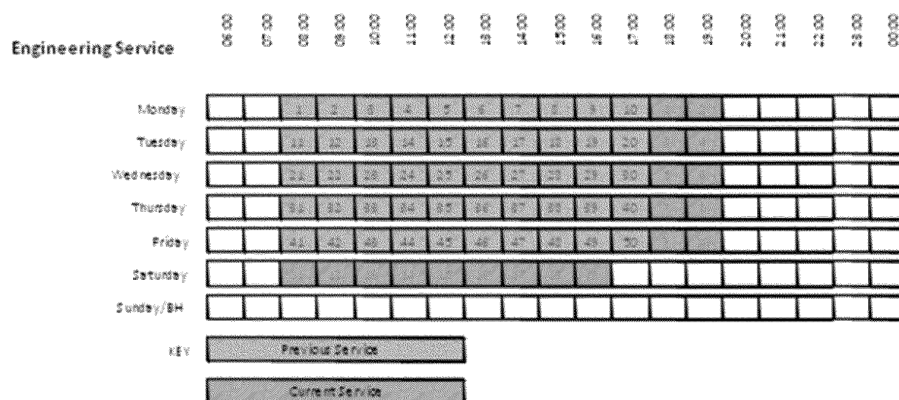 06:00 07:00 08:00 09:00 10:00 11:00 12:00 13:00 14:00 15:00 16:00 17:00 18:00 19:00 20:00 21:00 22:00 23:00 00:00
Engineering Service
Monday 1 2 3 4 5 6 7 8 9 10
Tuesday 11 12 13 14 15 16 17 18 19 20
Wednesday 21 22 23 24 25 26 27 28 29 30
Thursday 31 32 33 34 35 36 37 38 39 40
Friday 41 42 43 44 45 46 47 48 49 50
Saturday
Sunday/BH
KEY Previous Service
Current Service